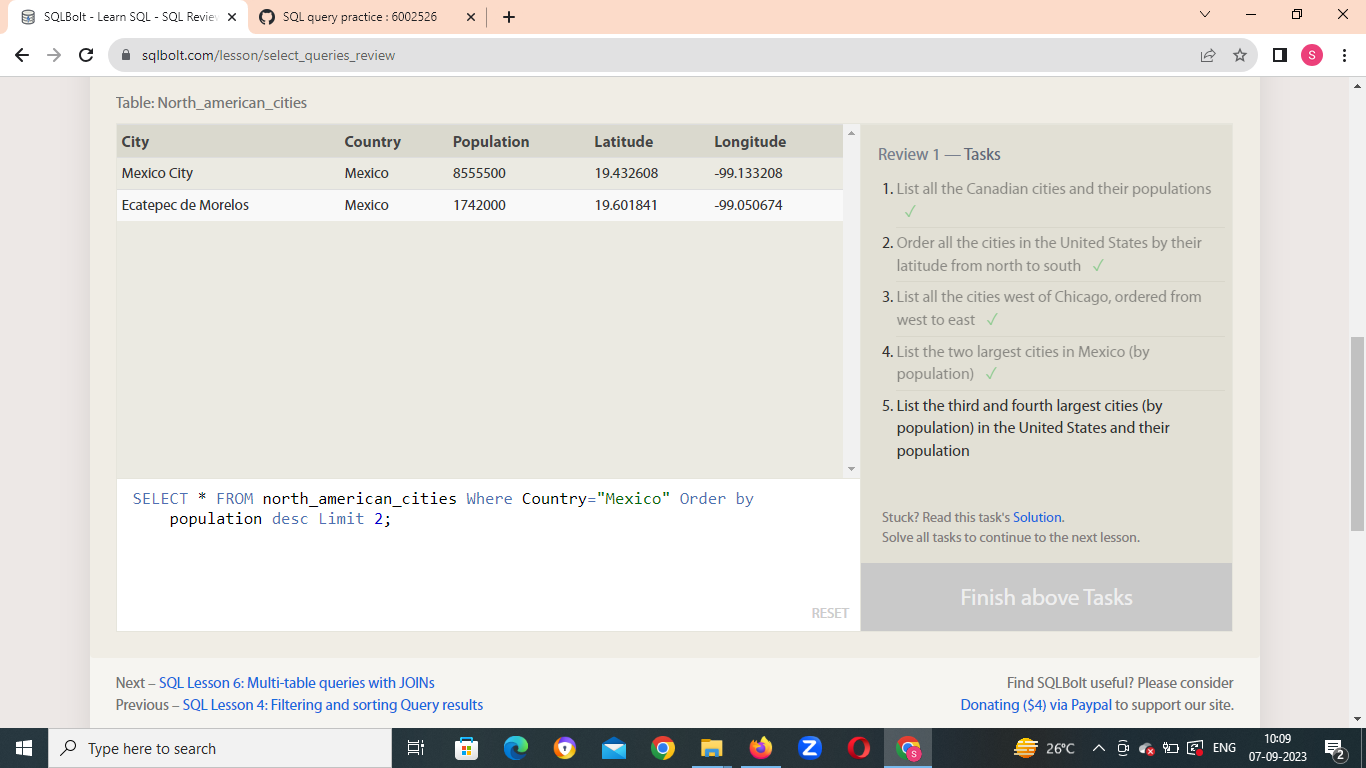 SQLBolt - Learn SQL - SQL Review
SQL query practice : 6002526
sqlbolt.com/lesson/select_queries_review
S
Table: North_american_cities
City Country Population Latitude Longitude
Mexico City Mexico 8555500 19.432608 -99.133208
Ecatepec de Morelos Mexico 1742000 19.601841 -99.050674
SELECT * FROM north_american_cities Where Country="Mexico" Order by
population desc Limit 2;
RESET
Review 1 — Tasks
1. List all the Canadian cities and their populations
✓
2. Order all the cities in the United States by their
latitude from north to south ✓
3. List all the cities west of Chicago, ordered from
west to east ✓
4. List the two largest cities in Mexico (by
population) ✓
5. List the third and fourth largest cities (by
population) in the United States and their
population
Stuck? Read this task's Solution.
Solve all tasks to continue to the next lesson.
Finish above Tasks
Next – SQL Lesson 6: Multi-table queries with JOINs
Previous – SQL Lesson 4: Filtering and sorting Query results
Find SQLBolt useful? Please consider
Donating ($4) via Paypal to support our site.
Type here to search
Z
S
26°C
ENG
10:09
07-09-2023
2